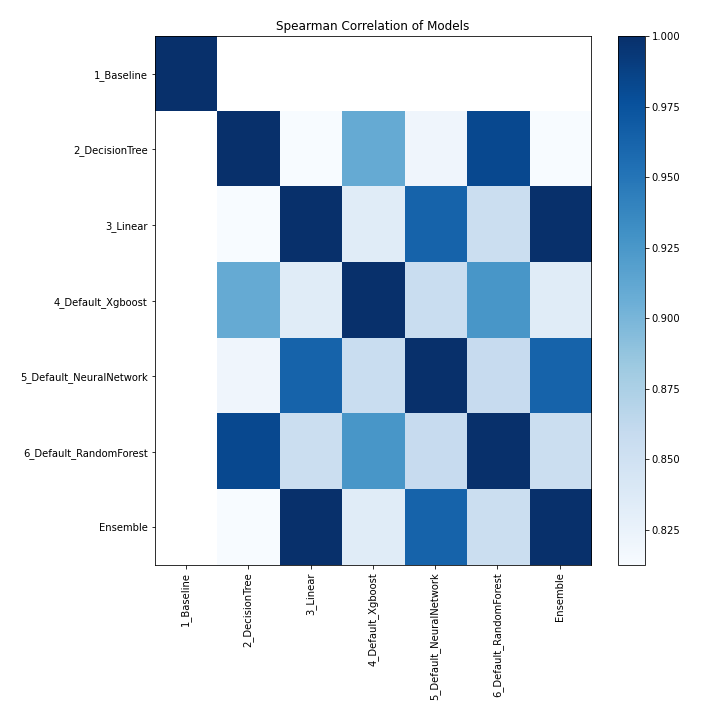 Spearman Correlation of Models
1_Baseline
2_DecisionTree
3_Linear
4_Default_Xgboost
5_Default_NeuralNetwork
6_Default_RandomForest
Ensemble
1_Baseline
2_DecisionTree
3_Linear
4_Default_Xgboost
5_Default_NeuralNetwork
6_Default_RandomForest
Ensemble
1.000
0.975
0.950
0.925
0.900
0.875
0.850
0.825